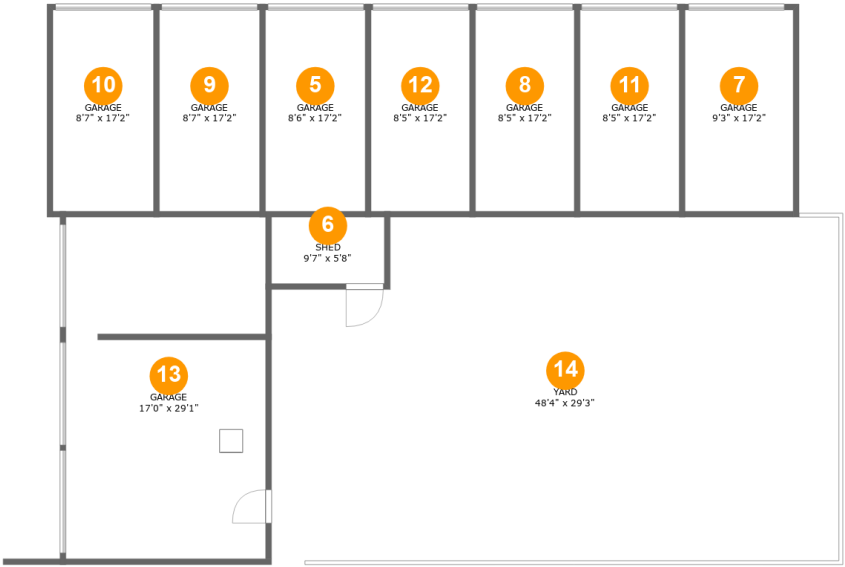 10
GARAGE
8'7" x 17'2"
9
GARAGE
8'7" x 17'2"
5
GARAGE
8'6" x 17'2"
12
GARAGE
8'5" x 17'2"
8
GARAGE
8'5" x 17'2"
11
GARAGE
8'5" x 17'2"
7
GARAGE
9'3" x 17'2"
6
SHED
9'7" x 5'8"
13
GARAGE
17'0" x 29'1"
14
YARD
48'4" x 29'3"